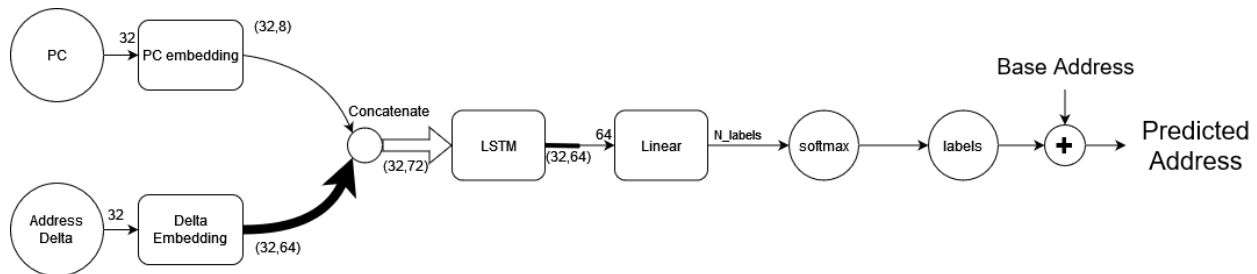 PC
32
PC embedding
(32,8)
Concatenate
(32,72)
Address
Delta
32
Delta
Embedding
(32,64)
LSTM
(32,64)
64
Linear
N_labels
softmax
labels
Base Address
+
Predicted
Address